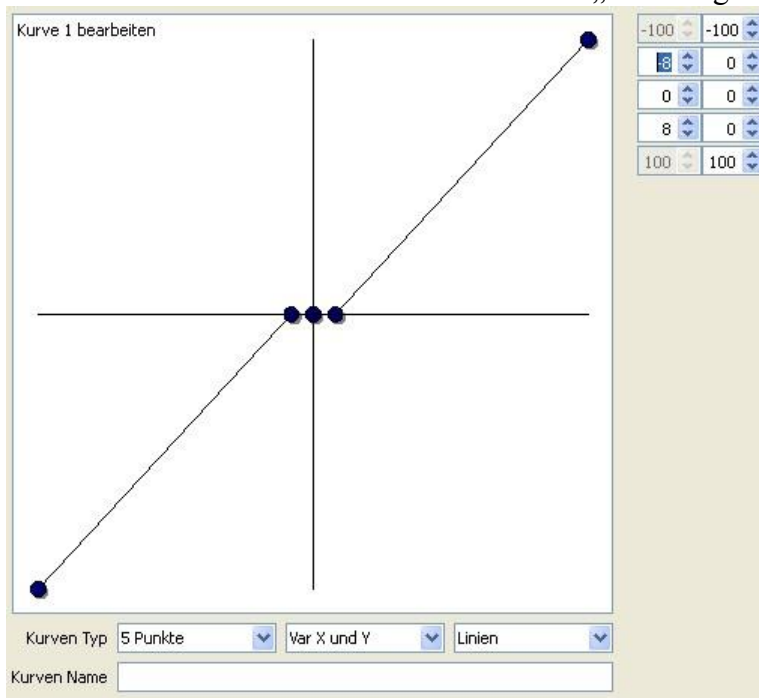 „
Kurve 1 bearbeiten
-100 -100
-8 0
0 0
8 0
100 100
Kurven Typ 5 Punkte Var X und Y Linien
Kurven Name